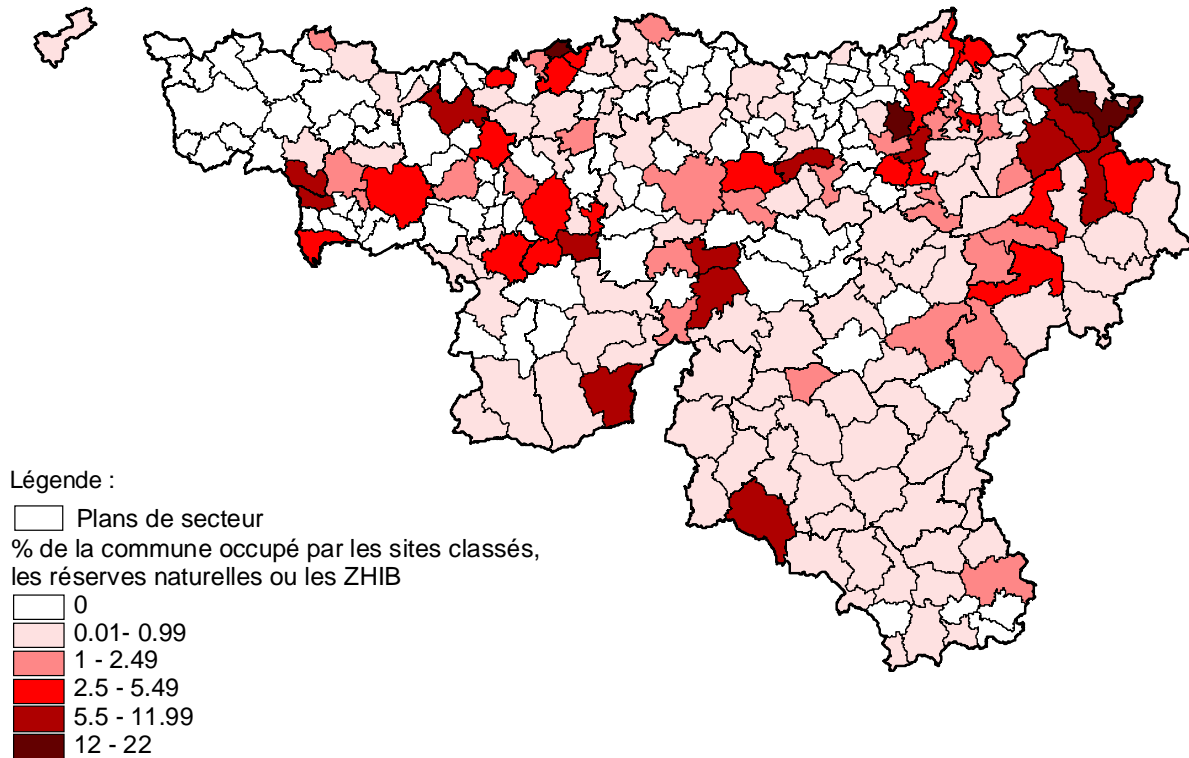 Légende :
Plans de secteur
% de la commune occupé par les sites classés,
les réserves naturelles ou les ZHIB
0
0.01- 0.99
1 - 2.49
2.5 - 5.49
5.5 - 11.99
12 - 22